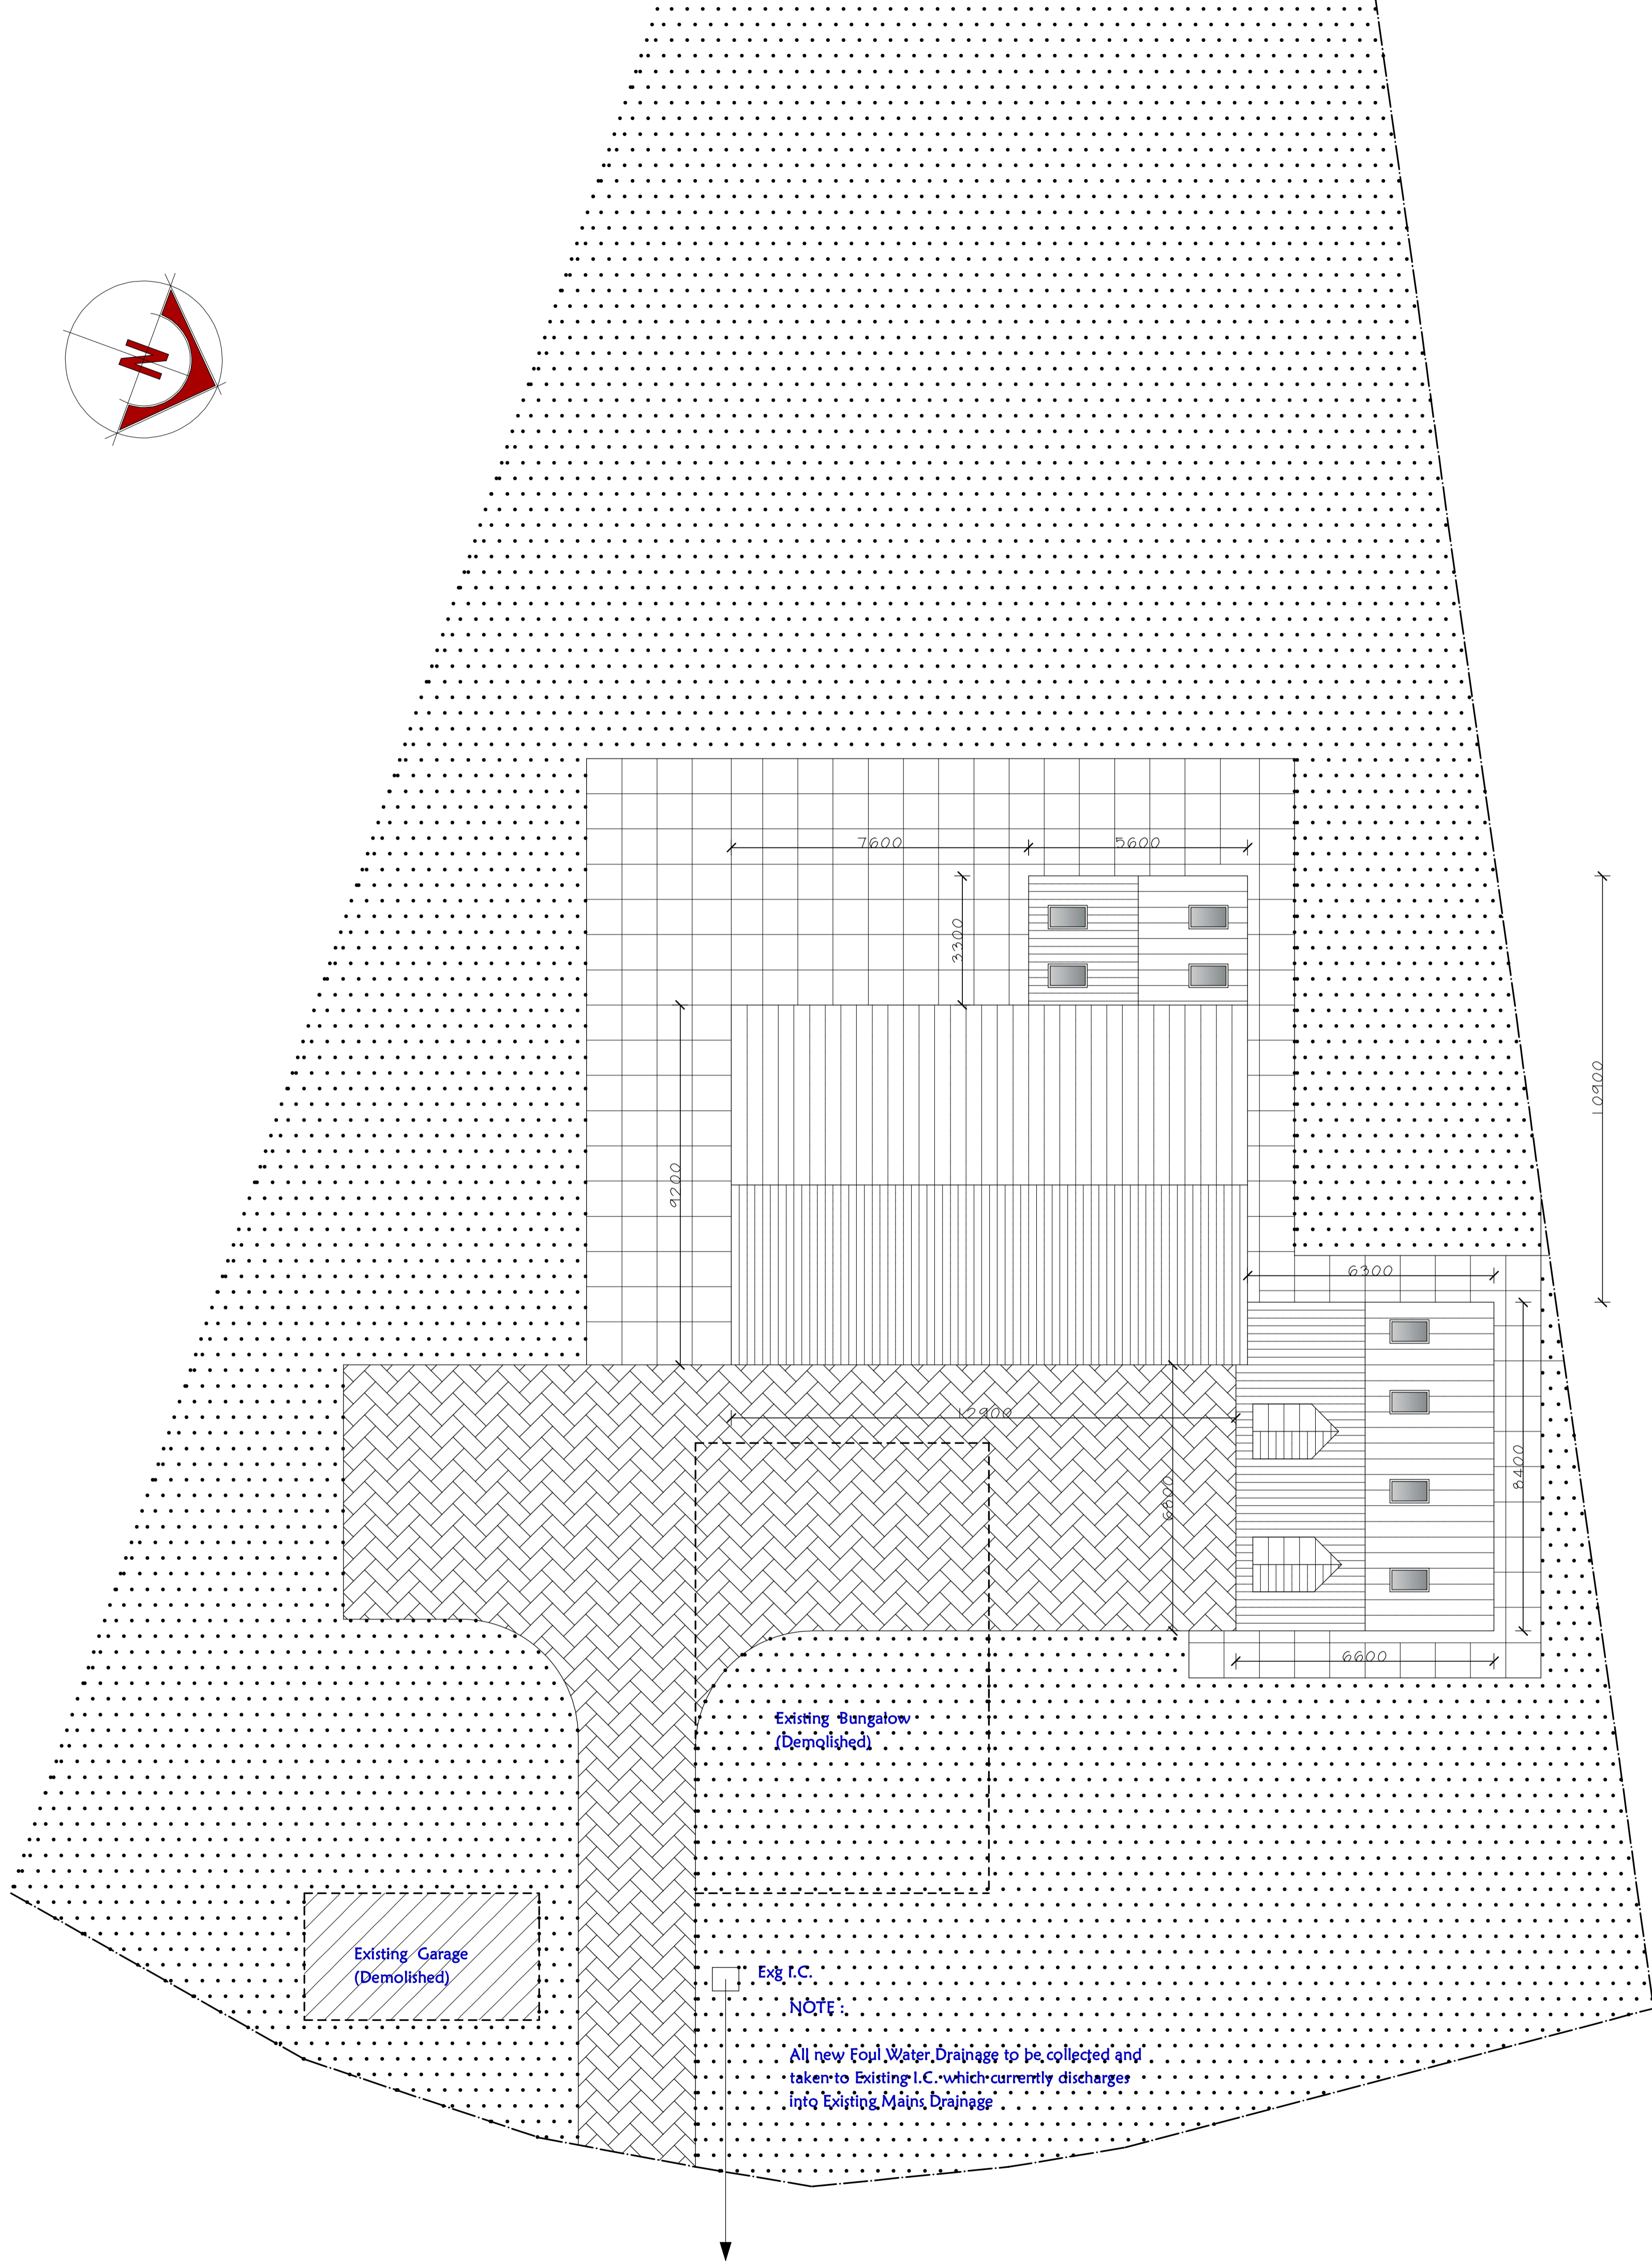 N
7600
5600
3300
10900
9200
6300
12900
8400
6800
6600
Existing Bungalow
(Demolished)
Existing Garage
(Demolished)
Exg I.C.
NOTE :
All new Foul Water Drainage to be collected and
taken to Existing I.C. which currently discharges
into Existing Mains Drainage